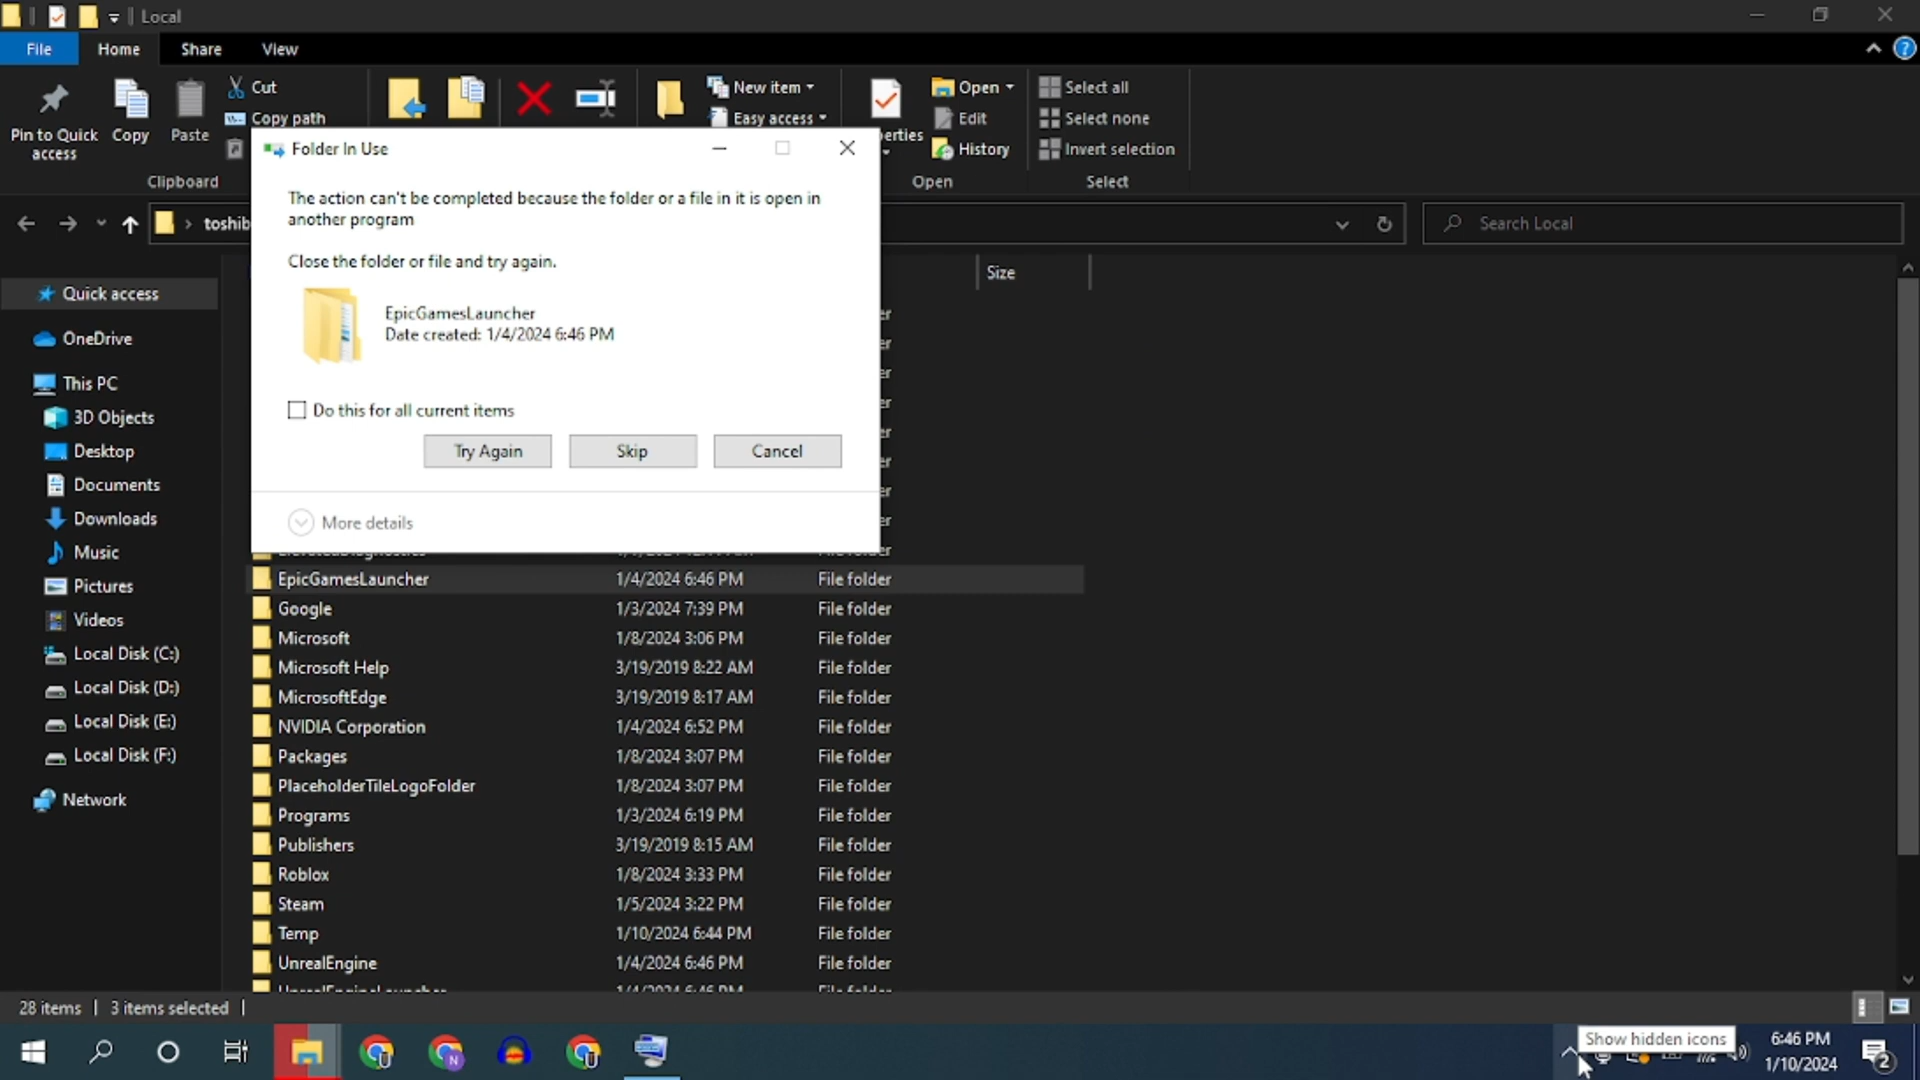 Local
File
Home
Share
View
Pin to Quick access
Copy
Paste
Cut
Copy path
New item
Easy access
Open
Edit
History
Select all
Select none
Invert selection
Clipboard
Open
Select
Search Local
Size
Folder In Use
The action can't be completed because the folder or a file in it is open in
another program
Close the folder or file and try again.
EpicGamesLauncher
Date created: 1/4/2024 6:46 PM
Do this for all current items
Try Again
Skip
Cancel
More details
Quick access
OneDrive
This PC
3D Objects
Desktop
Documents
Downloads
Music
Pictures
Videos
Local Disk (C:)
Local Disk (D:)
Local Disk (E:)
Local Disk (F:)
Network
EpicGamesLauncher 1/4/2024 6:46 PM File folder
Google 1/3/2024 7:39 PM File folder
Microsoft 1/8/2024 3:06 PM File folder
Microsoft Help 3/19/2019 8:22 AM File folder
MicrosoftEdge 3/19/2019 8:17 AM File folder
NVIDIA Corporation 1/4/2024 6:52 PM File folder
Packages 1/8/2024 3:07 PM File folder
PlaceholderTileLogoFolder 1/8/2024 3:07 PM File folder
Programs 1/3/2024 6:19 PM File folder
Publishers 3/19/2019 8:15 AM File folder
Roblox 1/8/2024 3:33 PM File folder
Steam 1/5/2024 3:22 PM File folder
Temp 1/10/2024 6:44 PM File folder
UnrealEngine 1/4/2024 6:46 PM File folder
28 items
3 items selected
Show hidden icons
6:46 PM
1/10/2024
2